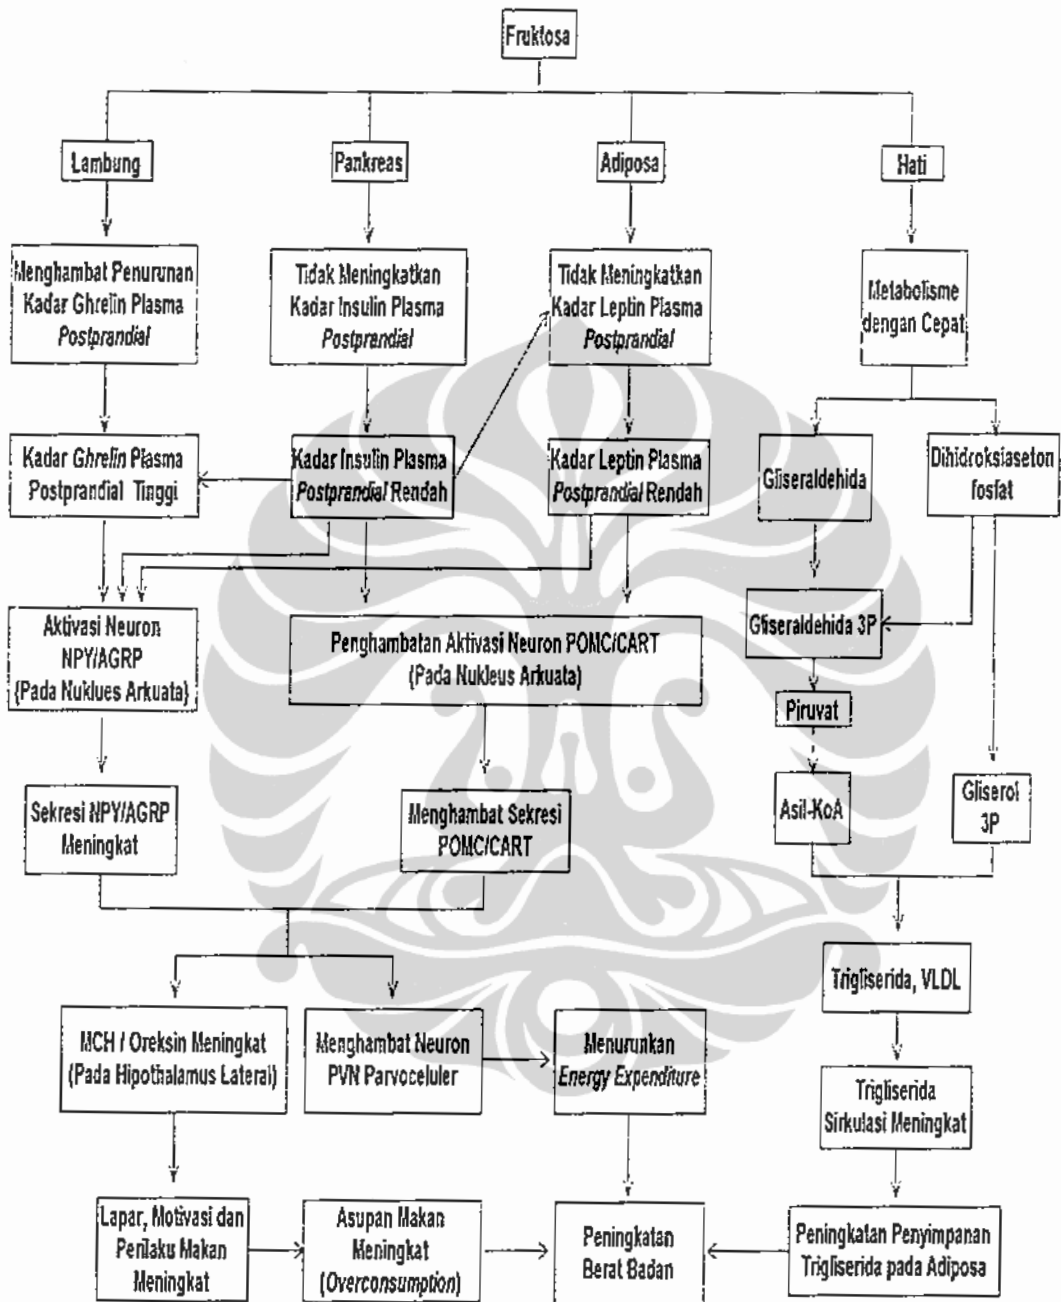 Fruktosa
Lambung
Pankreas
Adiposa
Hati
Menghambat Penurunan
Kadar Ghrelin Plasma
Postprandial
Tidak Meningkatkan
Kadar Insulin Plasma
Postprandial
Tidak Meningkatkan
Kadar Leptin Plasma
Postprandial
Metabolisme
dengan Cepat
Kadar Ghrelin Plasma
Postprandial Tinggi
Kadar Insulin Plasma
Postprandial Rendah
Kadar Leptin Plasma
Postprandial Rendah
Gliseraldehida
Dihidroksiaseton
fosfat
Aktivasi Neuron
NPY/AGRP
(Pada Nuklues Arkuata)
Penghambatan Aktivasi Neuron POMC/CART
(Pada Nukleus Arkuata)
Gliseraldehida 3P
Piruvat
Sekresi NPY/AGRP
Meningkat
Menghambat Sekresi
POMC/CART
Asil-KoA
Gliserol
3P
MCH / Oreksin Meningkat
(Pada Hipothalamus Lateral)
Menghambat Neuron
PVN Parvoceluler
Menurunkan
Energy Expenditure
Trigliserida, VLDL
Trigliserida
Sirkulasi Meningkat
Lapar, Motivasi dan
Perilaku Makan
Meningkat
Asupan Makan
Meningkat
(Overconsumption)
Peningkatan
Berat Badan
Peningkatan Penyimpanan
Trigliserida pada Adiposa